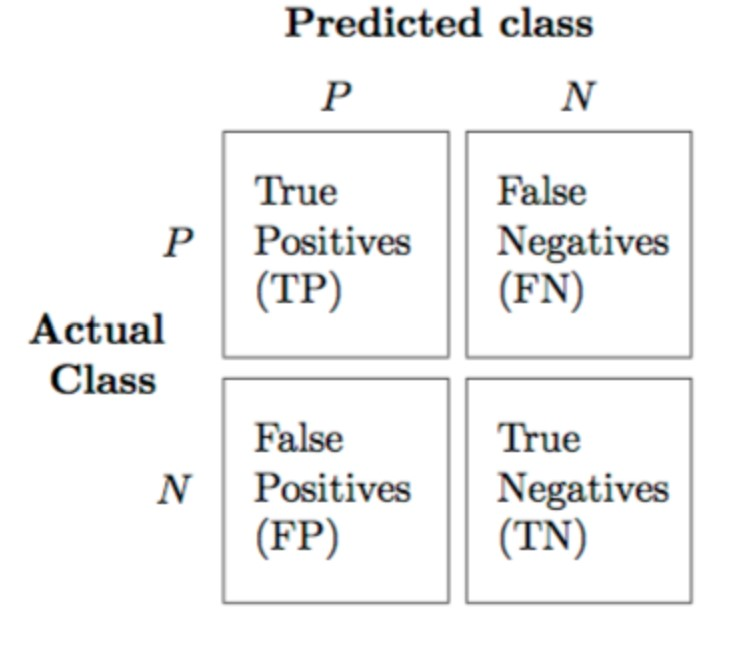 Predicted class
P N
True
Positives
(TP)
False
Negatives
(FN)
P
Actual
Class
False
Positives
(FP)
True
Negatives
(TN)
N